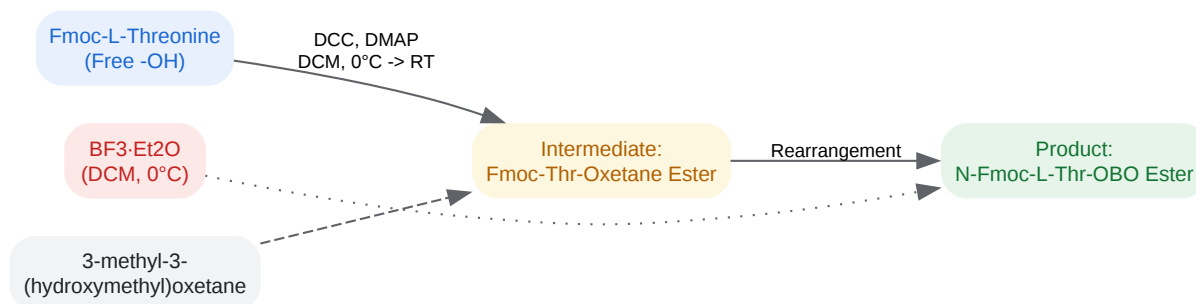 Fmoc-L-Threonine
(Free -OH)
DCC, DMAP
DCM, 0°C -> RT
BF3·Et2O
(DCM, 0°C)
Intermediate:
Fmoc-Thr-Oxetane Ester
Rearrangement
Product:
N-Fmoc-L-Thr-OBO Ester
3-methyl-3-
(hydroxymethyl)oxetane